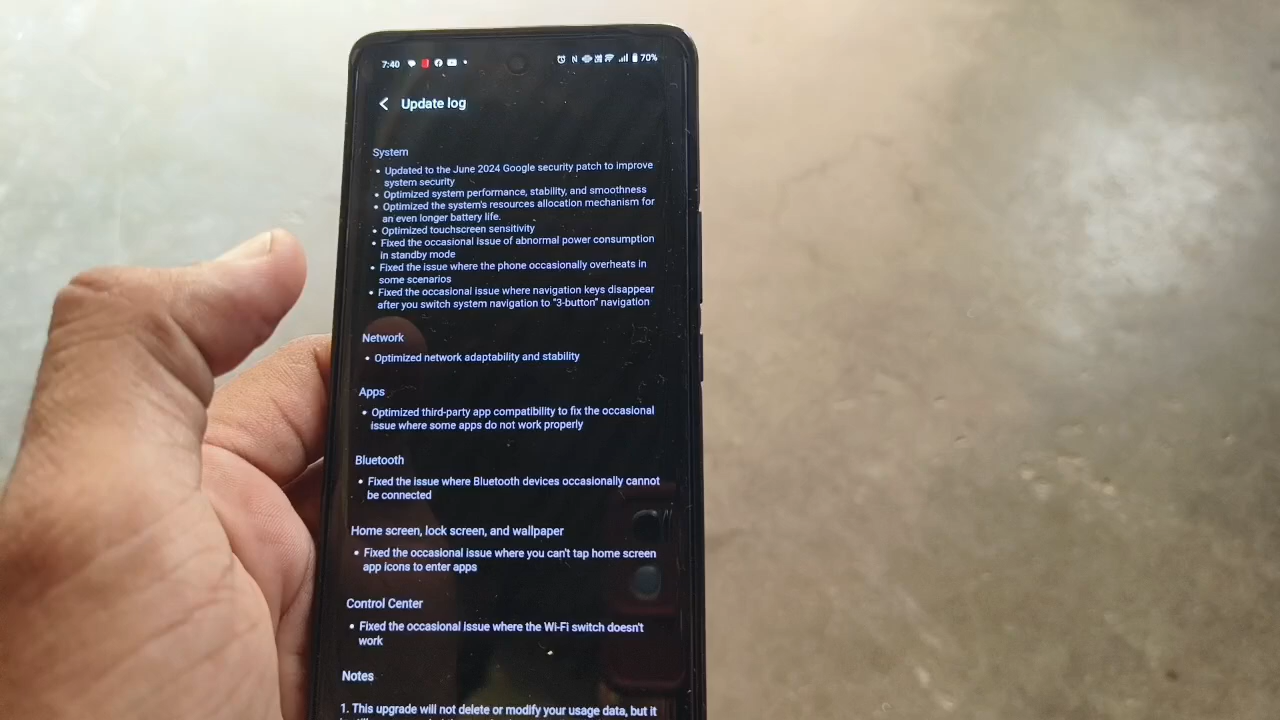 7:40 70%
Update log
System
• Updated to the June 2024 Google security patch to improve
system security
• Optimized system performance, stability, and smoothness
• Optimized the system's resources allocation mechanism for
an even longer battery life.
• Optimized touchscreen sensitivity
• Fixed the occasional issue of abnormal power consumption
in standby mode
• Fixed the issue where the phone occasionally overheats in
some scenarios
• Fixed the occasional issue where navigation keys disappear
after you switch system navigation to "3-button" navigation
Network
• Optimized network adaptability and stability
Apps
• Optimized third-party app compatibility to fix the occasional
issue where some apps do not work properly
Bluetooth
• Fixed the issue where Bluetooth devices occasionally cannot
be connected
Home screen, lock screen, and wallpaper
• Fixed the occasional issue where you can't tap home screen
app icons to enter apps
Control Center
• Fixed the occasional issue where the Wi-Fi switch doesn't
work
Notes
1. This upgrade will not delete or modify your usage data, but it